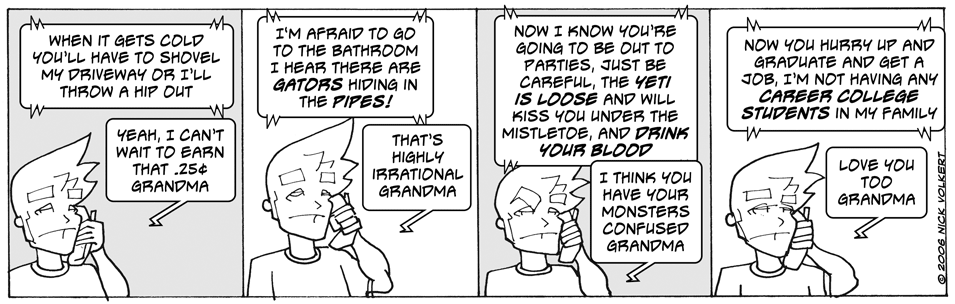 WHEN IT GETS COLD
YOU'LL HAVE TO SHOVEL
MY DRIVEWAY OR I'LL
THROW A HIP OUT
YEAH, I CAN'T
WAIT TO EARN
THAT .25¢
GRANDMA
I'M AFRAID TO GO
TO THE BATHROOM
I HEAR THERE ARE
GATORS HIDING IN
THE PIPES!
THAT'S
HIGHLY
IRRATIONAL
GRANDMA
NOW I KNOW YOU'RE
GOING TO BE OUT TO
PARTIES, JUST BE
CAREFUL, THE YETI
IS LOOSE AND WILL
KISS YOU UNDER THE
MISTLETOE, AND DRINK
YOUR BLOOD
I THINK YOU
HAVE YOUR
MONSTERS
CONFUSED
GRANDMA
NOW YOU HURRY UP AND
GRADUATE AND GET A
JOB, I'M NOT HAVING ANY
CAREER COLLEGE
STUDENTS IN MY FAMILY
LOVE YOU
TOO
GRANDMA
© 2006 NICK VOLKERT